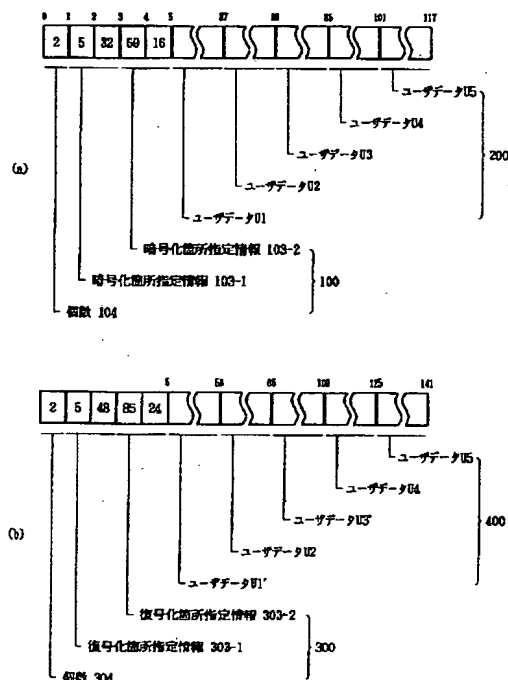 0 1 2 3 4 5 37 101 117
2 5 32 16
ユーザデータU5
ユーザデータU4
200
(a)
ユーザデータU3
ユーザデータU2
ユーザデータU1
暗号化箇所指定情報 103-2
暗号化箇所指定情報 103-1
100
個数 104
5 125 141
2 5 48 85 24
ユーザデータU5
ユーザデータU4
400
ユーザデータU3'
(b)
ユーザデータU2
ユーザデータU1'
復号化箇所指定情報 303-2
復号化箇所指定情報 303-1
300
個数 304